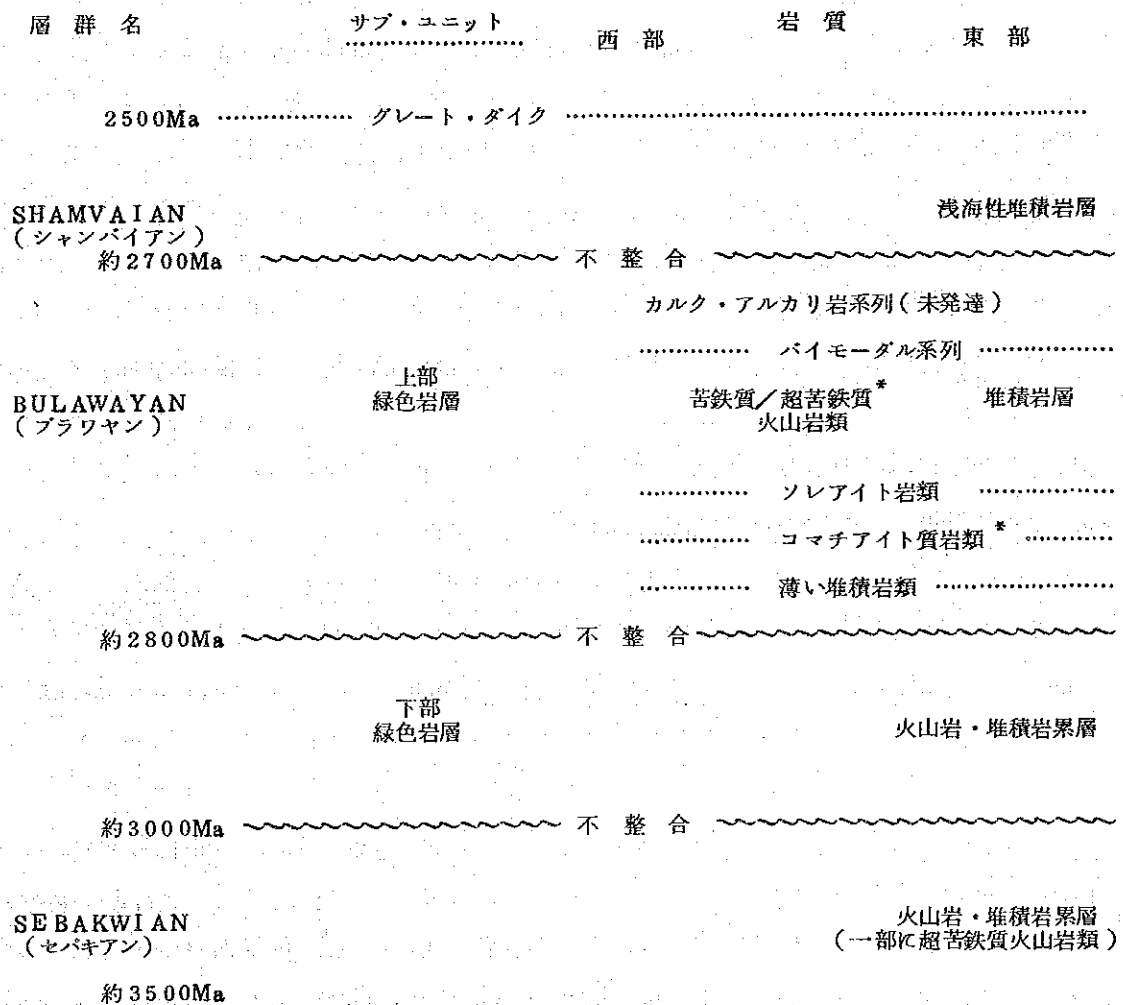 層群名 サブ・ユニット 岩質
西部 東部
2500Ma ……………… グレート・ダイク ………………………………………………
SHAMVAIAN 浅海性堆積岩層
(シャンバイアン)
約2700Ma 〜〜〜〜〜〜〜〜 不整合 〜〜〜〜〜〜〜〜
カルク・アルカリ岩系列(未発達)
…………… バイモーダル系列 ………………
上部
BULAWAYAN 緑色岩層 苦鉄質/超苦鉄質* 堆積岩層
(ブラワヤン) 火山岩類
…………… ソレアイト岩類 ………………
…………… コマチアイト質岩類* …………
…………… 薄い堆積岩類 ……………………
約2800Ma 〜〜〜〜〜〜〜〜 不整合 〜〜〜〜〜〜〜〜
下部
緑色岩層 火山岩・堆積岩累層
約3000Ma 〜〜〜〜〜〜〜〜 不整合 〜〜〜〜〜〜〜〜
SEBAKWIAN 火山岩・堆積岩累層
(セバキアン) (一部に超苦鉄質火山岩類)
約3500Ma